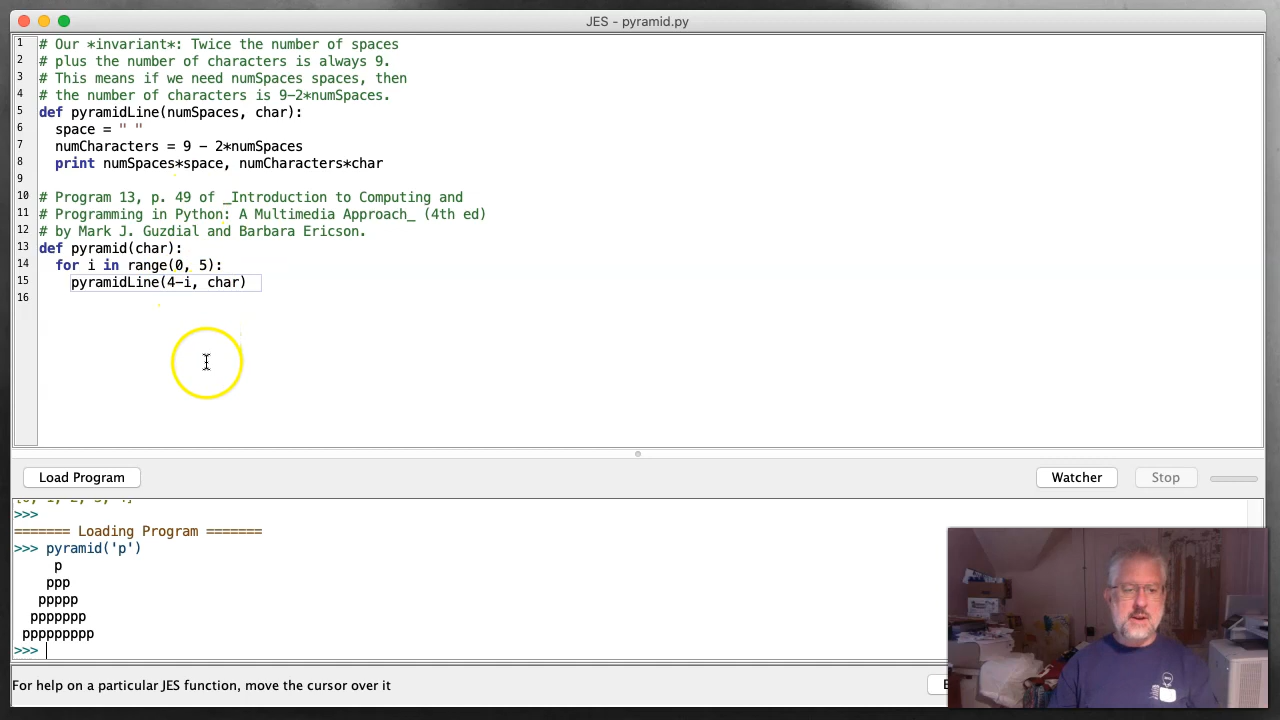 JES - pyramid.py
1 # Our *invariant*: Twice the number of spaces
2 # plus the number of characters is always 9.
3 # This means if we need numSpaces spaces, then
4 # the number of characters is 9-2*numSpaces.
5 def pyramidLine(numSpaces, char):
6   space = " "
7   numCharacters = 9 - 2*numSpaces
8   print numSpaces*space, numCharacters*char
9
10 # Program 13, p. 49 of _Introduction to Computing and
11 # Programming in Python: A Multimedia Approach_ (4th ed)
12 # by Mark J. Guzdial and Barbara Ericson.
13 def pyramid(char):
14   for i in range(0, 5):
15     pyramidLine(4-i, char)
16
Load Program Watcher Stop
>>>
======= Loading Program =======
>>> pyramid('p')
     p
    ppp
   ppppp
  ppppppp
 ppppppppp
>>>
For help on a particular JES function, move the cursor over it